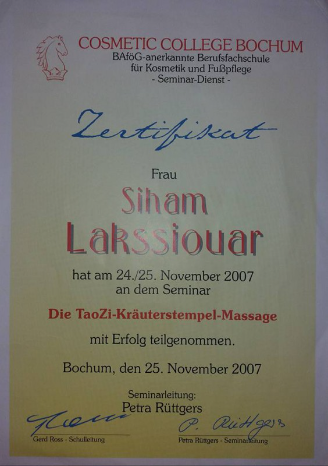 COSMETIC COLLEGE BOCHUM
BAföG-anerkannte Berufsfachschule
für Kosmetik und Fußpflege
- Seminar-Dienst -
Zertifikat
Frau
Siham
Lakssiouar
hat am 24./25. November 2007
an dem Seminar
Die TaoZi-Kräuterstempel-Massage
mit Erfolg teilgenommen.
Bochum, den 25. November 2007
Seminarleitung:
Petra Rüttgers
P. Rüttgers
Gerd Ross - Schulleitung
Petra Rüttgers - Seminarleitung